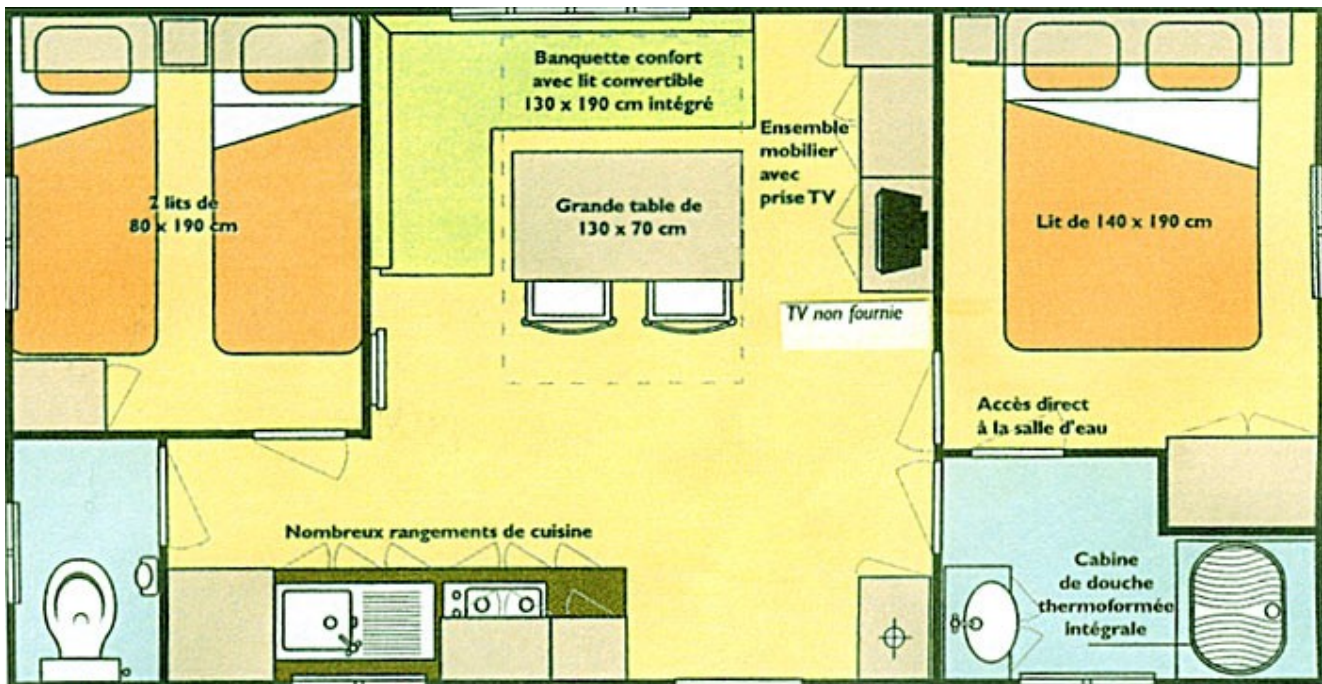 Banquette confort
avec lit convertible
130 x 190 cm intégré
Ensemble
mobilier
avec
prise TV
2 lits de
80 x 190 cm
Grande table de
130 x 70 cm
Lit de 140 x 190 cm
TV non fournie
Accès direct
à la salle d'eau
Nombreux rangements de cuisine
Cabine
de douche
thermoformée
intégrale